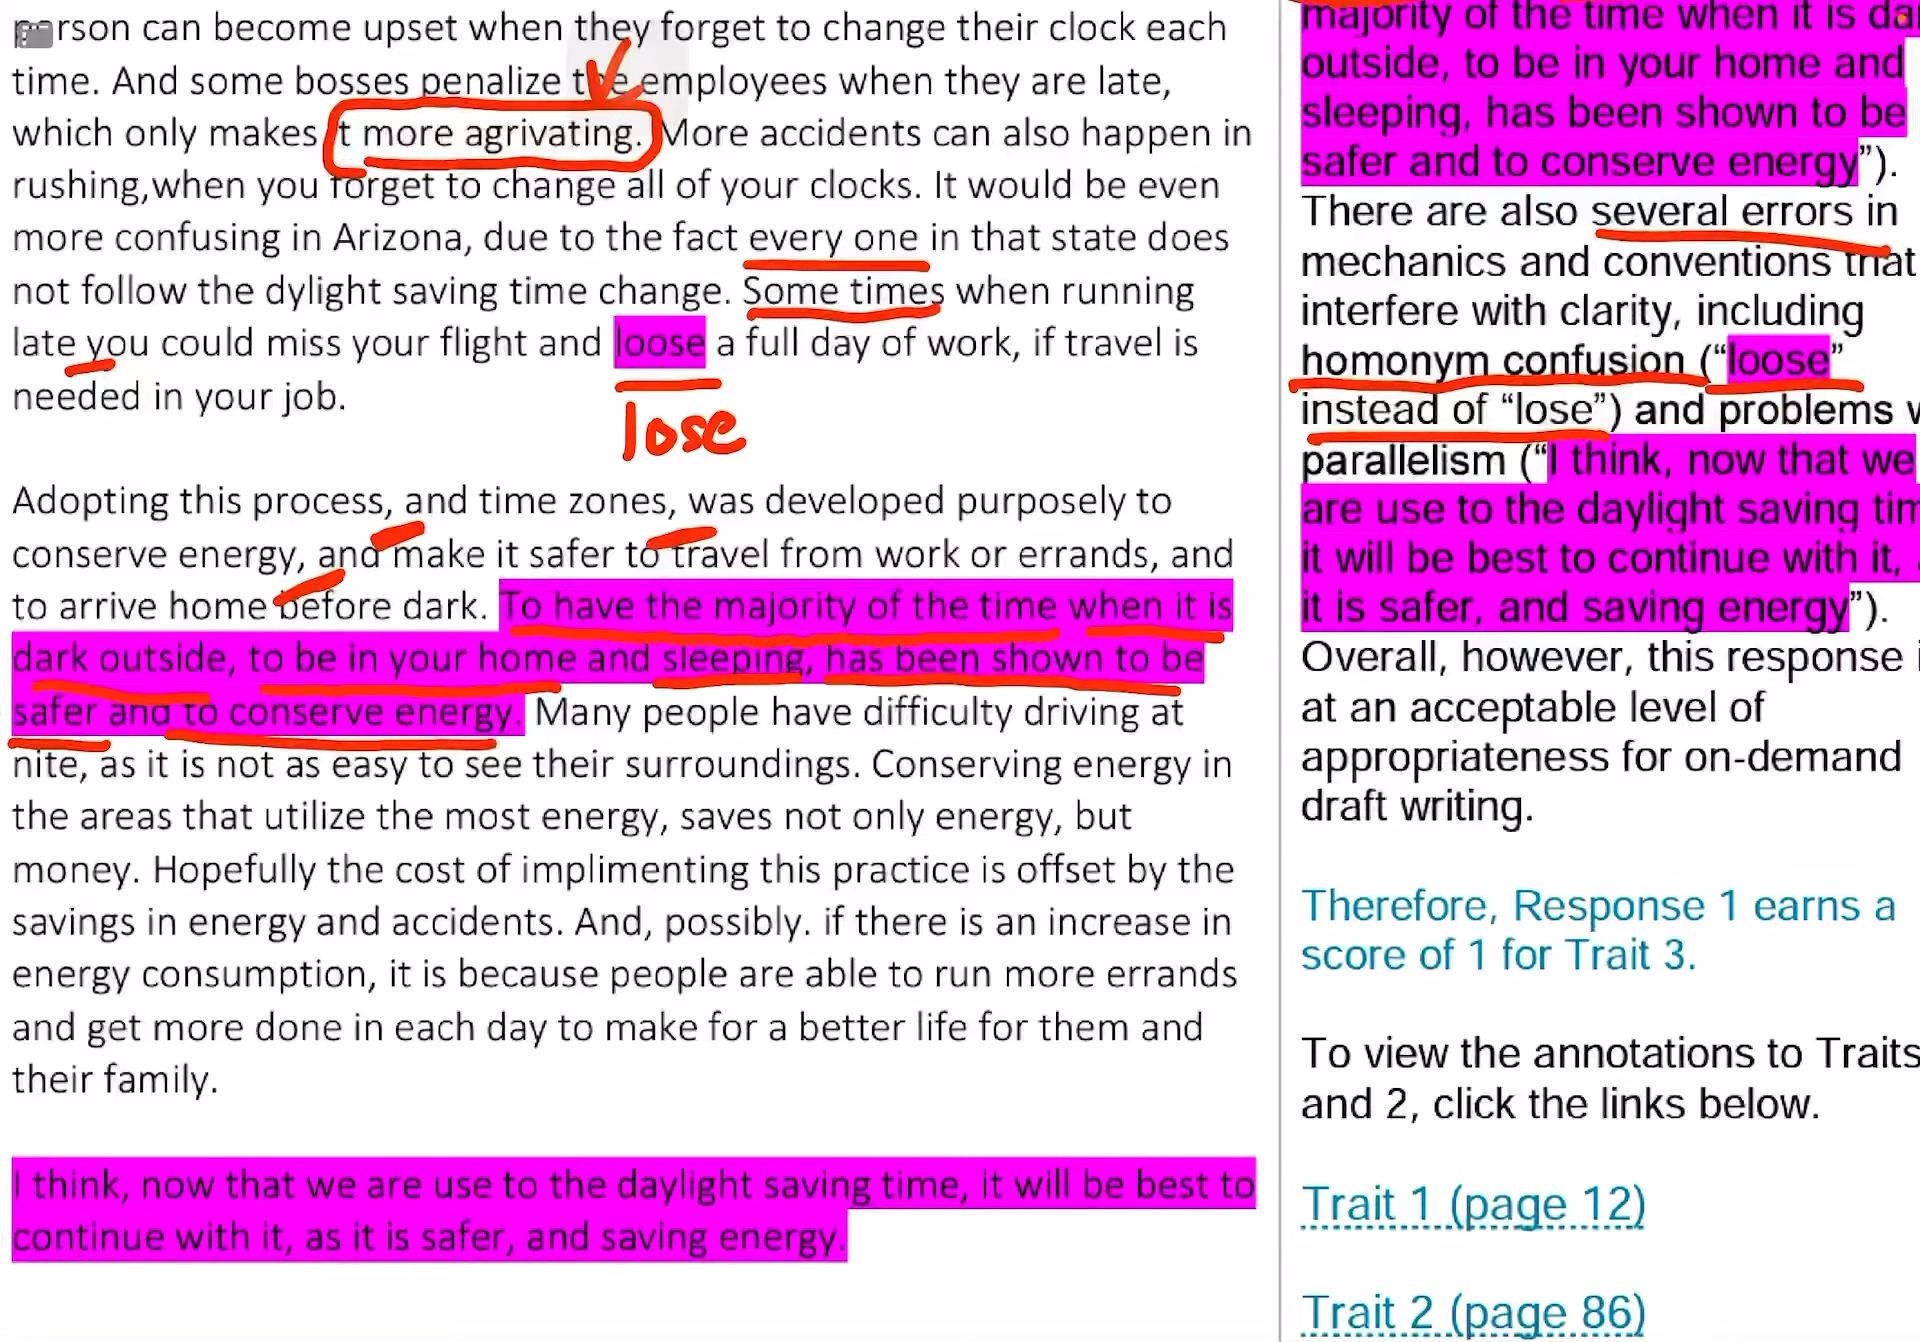 person can become upset when they forget to change their clock each
time. And some bosses penalize the employees when they are late,
which only makes it more agrivating. More accidents can also happen in
rushing,when you forget to change all of your clocks. It would be even
more confusing in Arizona, due to the fact every one in that state does
not follow the dylight saving time change. Some times when running
late you could miss your flight and loose a full day of work, if travel is
needed in your job.
lose
Adopting this process, and time zones, was developed purposely to
conserve energy, and make it safer to travel from work or errands, and
to arrive home before dark. To have the majority of the time when it is
dark outside, to be in your home and sleeping, has been shown to be
safer and to conserve energy. Many people have difficulty driving at
nite, as it is not as easy to see their surroundings. Conserving energy in
the areas that utilize the most energy, saves not only energy, but
money. Hopefully the cost of implimenting this practice is offset by the
savings in energy and accidents. And, possibly. if there is an increase in
energy consumption, it is because people are able to run more errands
and get more done in each day to make for a better life for them and
their family.
I think, now that we are use to the daylight saving time, it will be best to
continue with it, as it is safer, and saving energy.
majority of the time when it is da
outside, to be in your home and
sleeping, has been shown to be
safer and to conserve energy”).
There are also several errors in
mechanics and conventions that
interfere with clarity, including
homonym confusion (“loose”
instead of “lose”) and problems w
parallelism (“I think, now that we
are use to the daylight saving tim
it will be best to continue with it,
it is safer, and saving energy”).
Overall, however, this response i
at an acceptable level of
appropriateness for on-demand
draft writing.
Therefore, Response 1 earns a
score of 1 for Trait 3.
To view the annotations to Traits
and 2, click the links below.
Trait 1 (page 12)
Trait 2 (page 86)